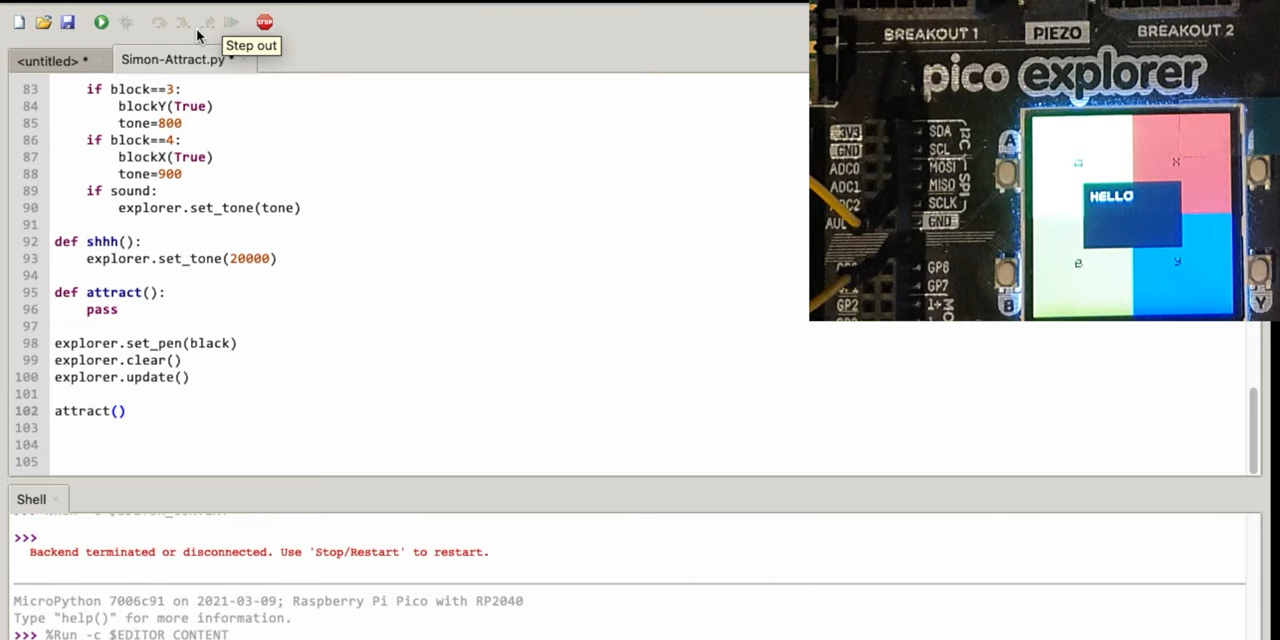 Step out
<untitled> *
Simon-Attract.py *
83 if block==3:
84 blockY(True)
85 tone=800
86 if block==4:
87 blockX(True)
88 tone=900
89 if sound:
90 explorer.set_tone(tone)
91
92 def shhh():
93 explorer.set_tone(20000)
94
95 def attract():
96 pass
97
98 explorer.set_pen(black)
99 explorer.clear()
100 explorer.update()
101
102 attract()
103
104
105
STOP
BREAKOUT 1
PIEZO
BREAKOUT 2
pico explorer
3V3
GND
ADC0
ADC1
SDA
SCL
I2C
MOSI
MISO
SCLK
SPI
GND
GP6
GP7
GP2
1+
A
B
Y
HELLO
A
X
B
Y
Shell
>>>
Backend terminated or disconnected. Use 'Stop/Restart' to restart.
MicroPython 7006c91 on 2021-03-09; Raspberry Pi Pico with RP2040
Type "help()" for more information.
>>> %Run -c $EDITOR_CONTENT